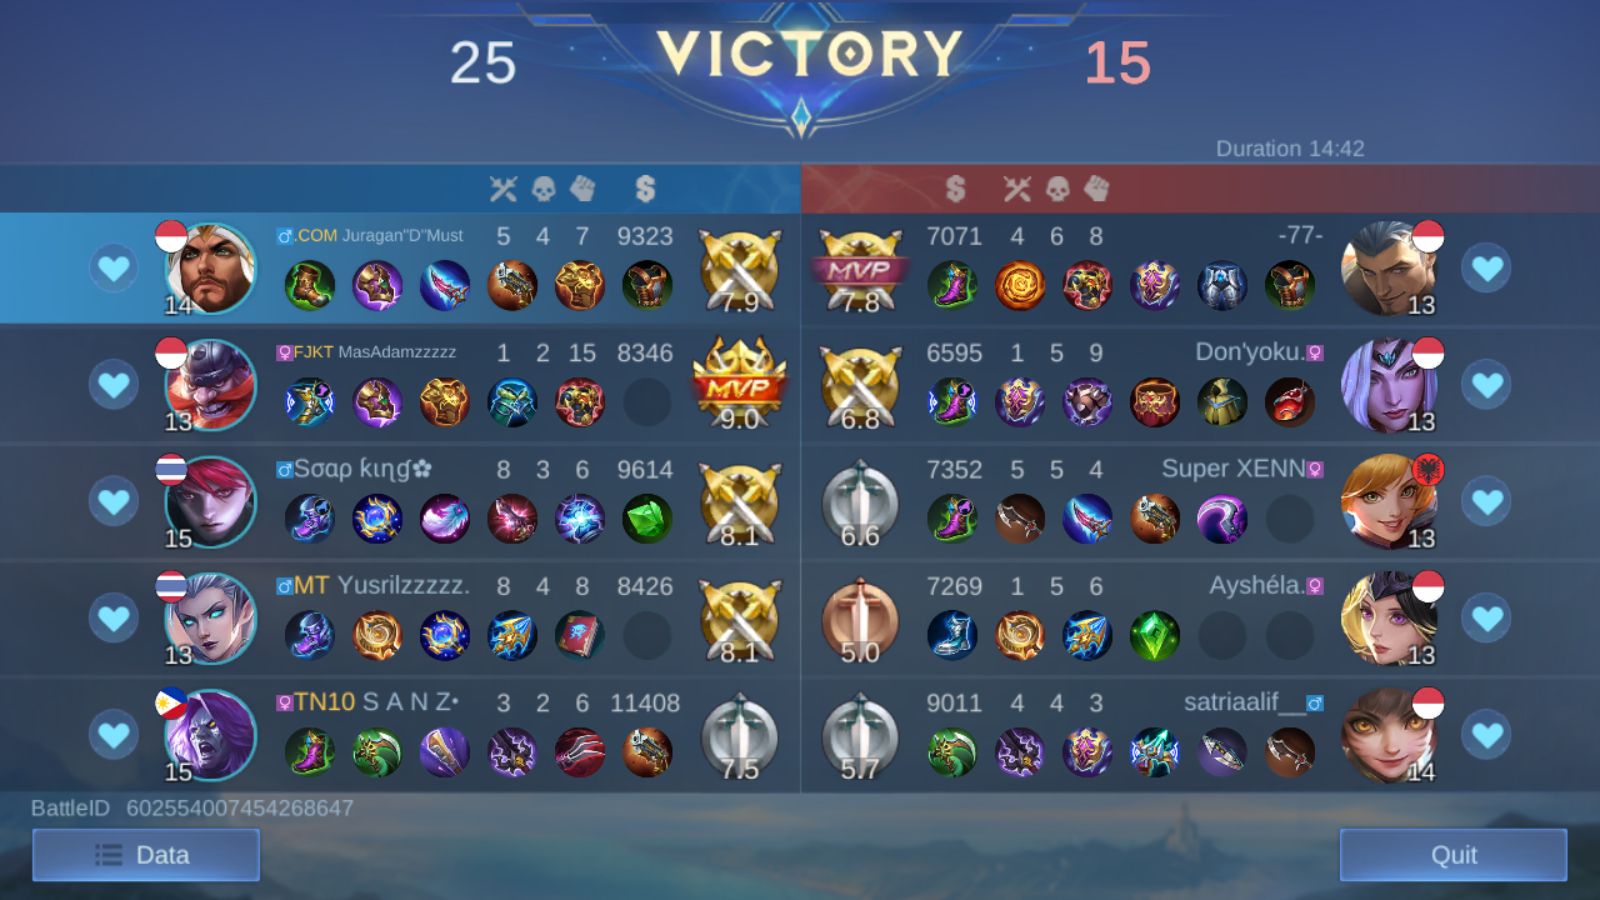 25 VICTORY 15
Duration 14:42
.COM Juragan"D"Must 5 4 7 9323
14 7.9
MVP 7.8 7071 4 6 8 -77-
13
FJKT MasAdamzzzzz 1 2 15 8346
13 MVP 9.0
6595 1 5 9 Don'yoku.
6.8 13
Sσαρ ƙιɳɠ✿ 8 3 6 9614
15 8.1
7352 5 5 4 Super XENN
6.6 13
MT Yusrilzzzzz. 8 4 8 8426
13 8.1
7269 1 5 6 Ayshéla.
5.0 13
TN10 S A N Z• 3 2 6 11408
15 7.5
9011 4 4 3 satriaalif__
5.7 14
BattleID 602554007454268647
Data
Quit